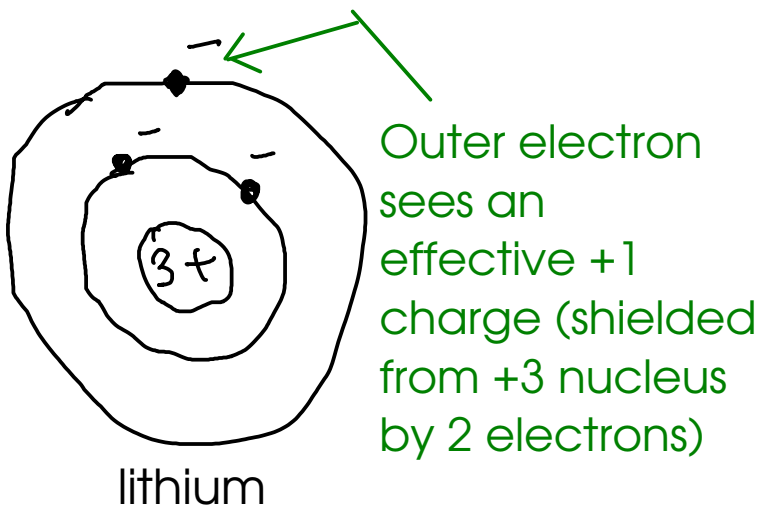 −
Outer electron
− −
sees an
effective +1
3+
charge (shielded
from +3 nucleus
by 2 electrons)
lithium